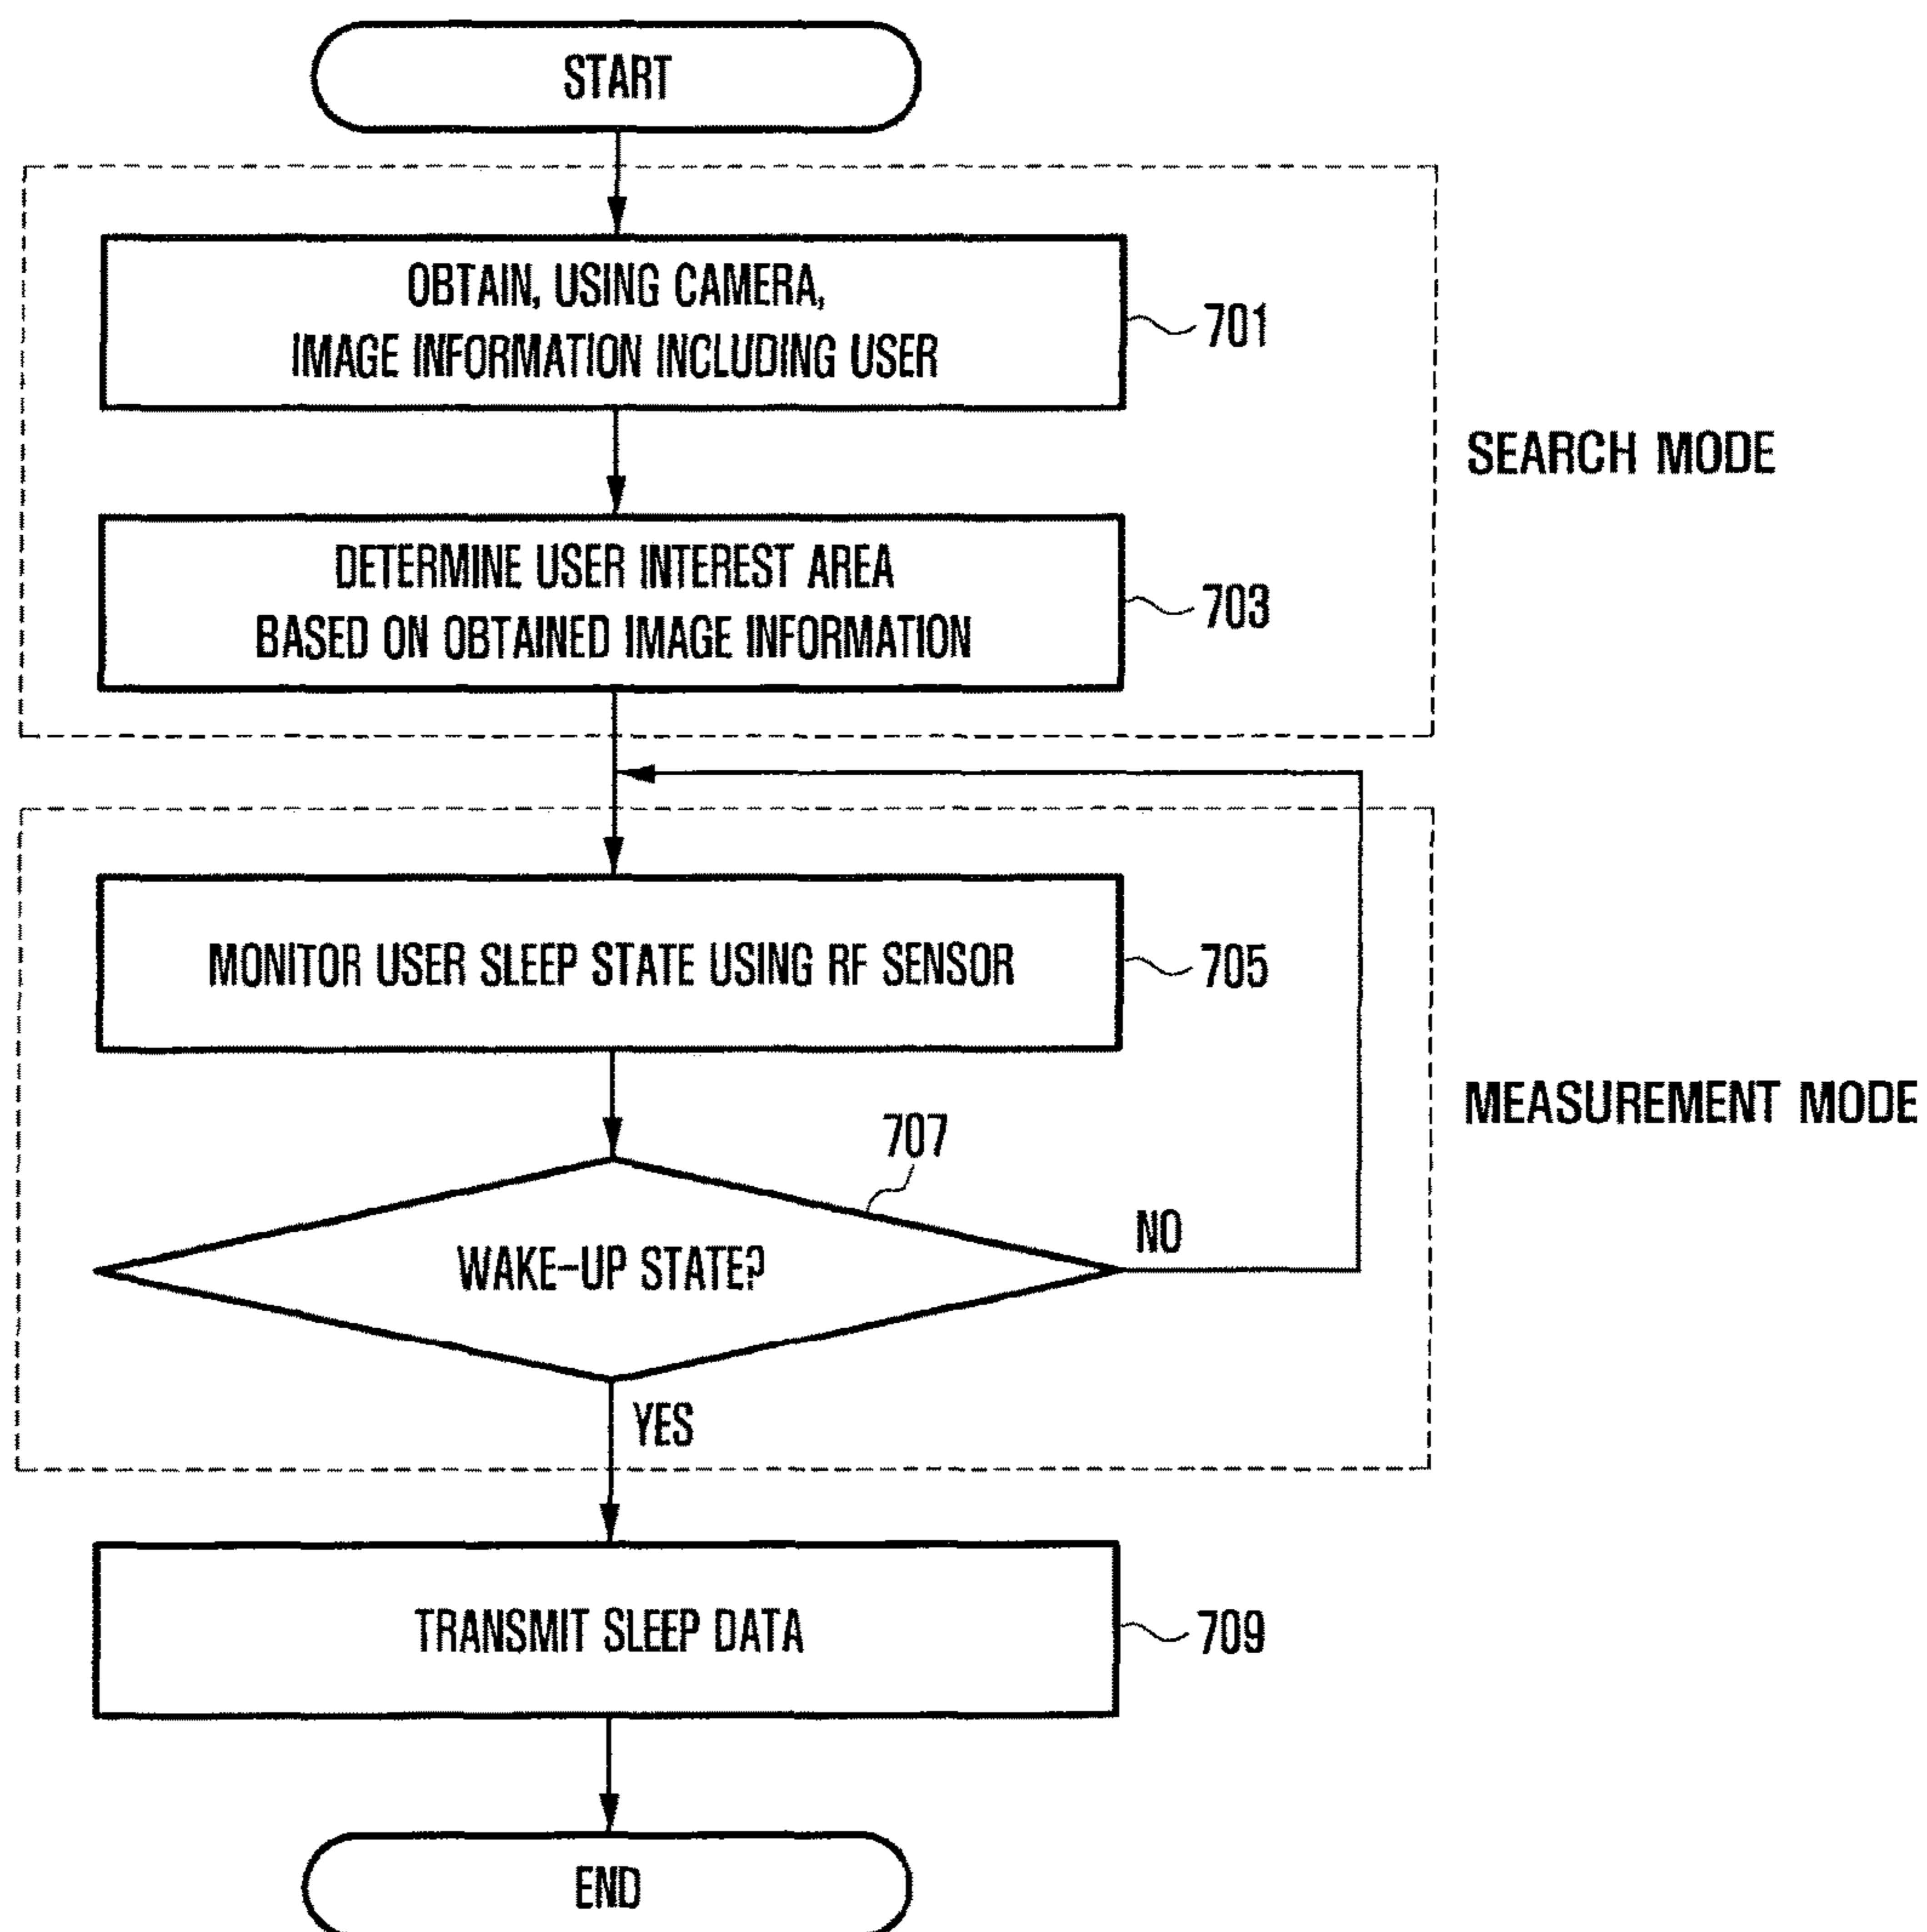 START
OBTAIN, USING CAMERA,
IMAGE INFORMATION INCLUDING USER
701
SEARCH MODE
DETERMINE USER INTEREST AREA
BASED ON OBTAINED IMAGE INFORMATION
703
MONITOR USER SLEEP STATE USING RF SENSOR
705
MEASUREMENT MODE
707
WAKE-UP STATE?
NO
YES
TRANSMIT SLEEP DATA
709
END